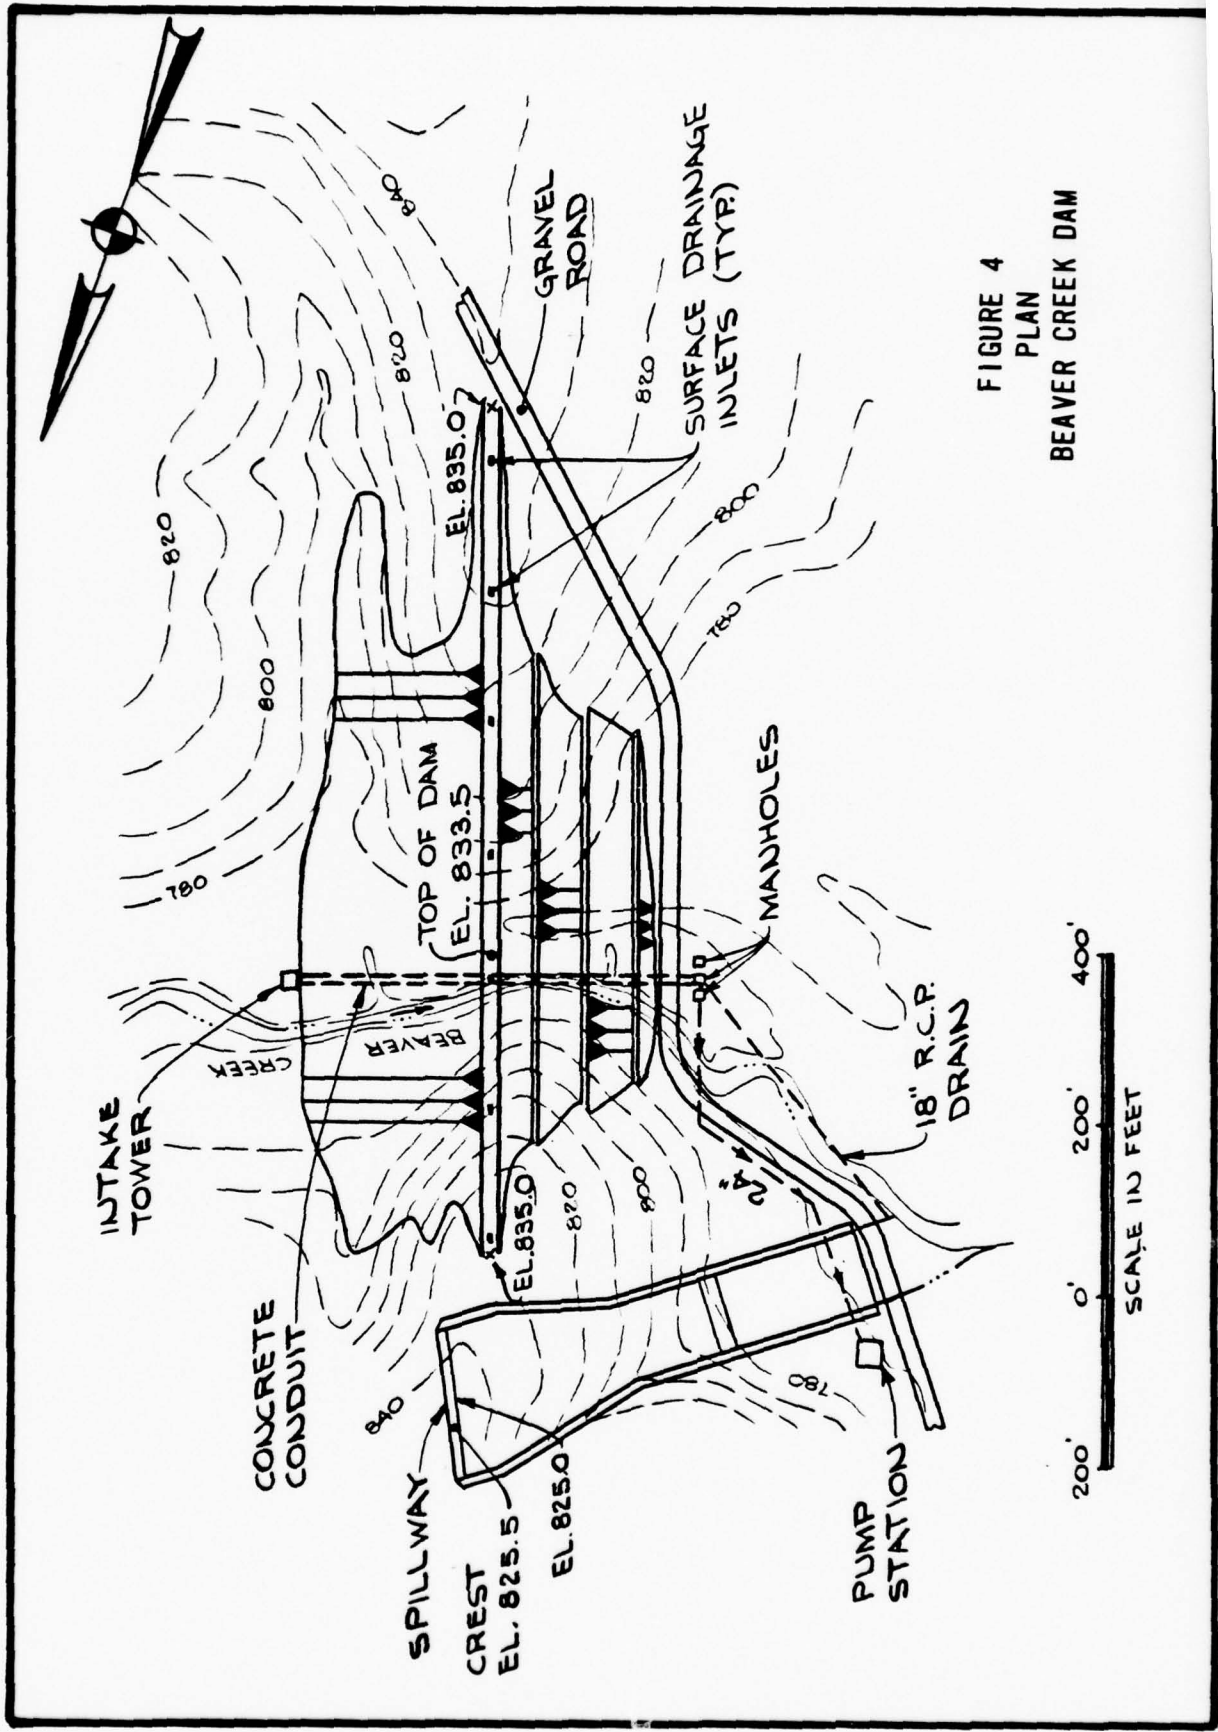 INTAKE
TOWER
CONCRETE
CONDUIT
SPILLWAY
CREST
EL. 825.5
EL. 825.0
PUMP
STATION
CREEK
BEAVER
TOP OF DAM
EL. 833.5
EL. 835.0
EL. 835.0
GRAVEL
ROAD
SURFACE DRAINAGE
INLETS (TYP.)
MANHOLES
18" R.C.P.
DRAIN
24"
820
800
780
840
820
820
800
780
840
820
800
780
200'
0'
200'
400'
SCALE IN FEET
FIGURE 4
PLAN
BEAVER CREEK DAM